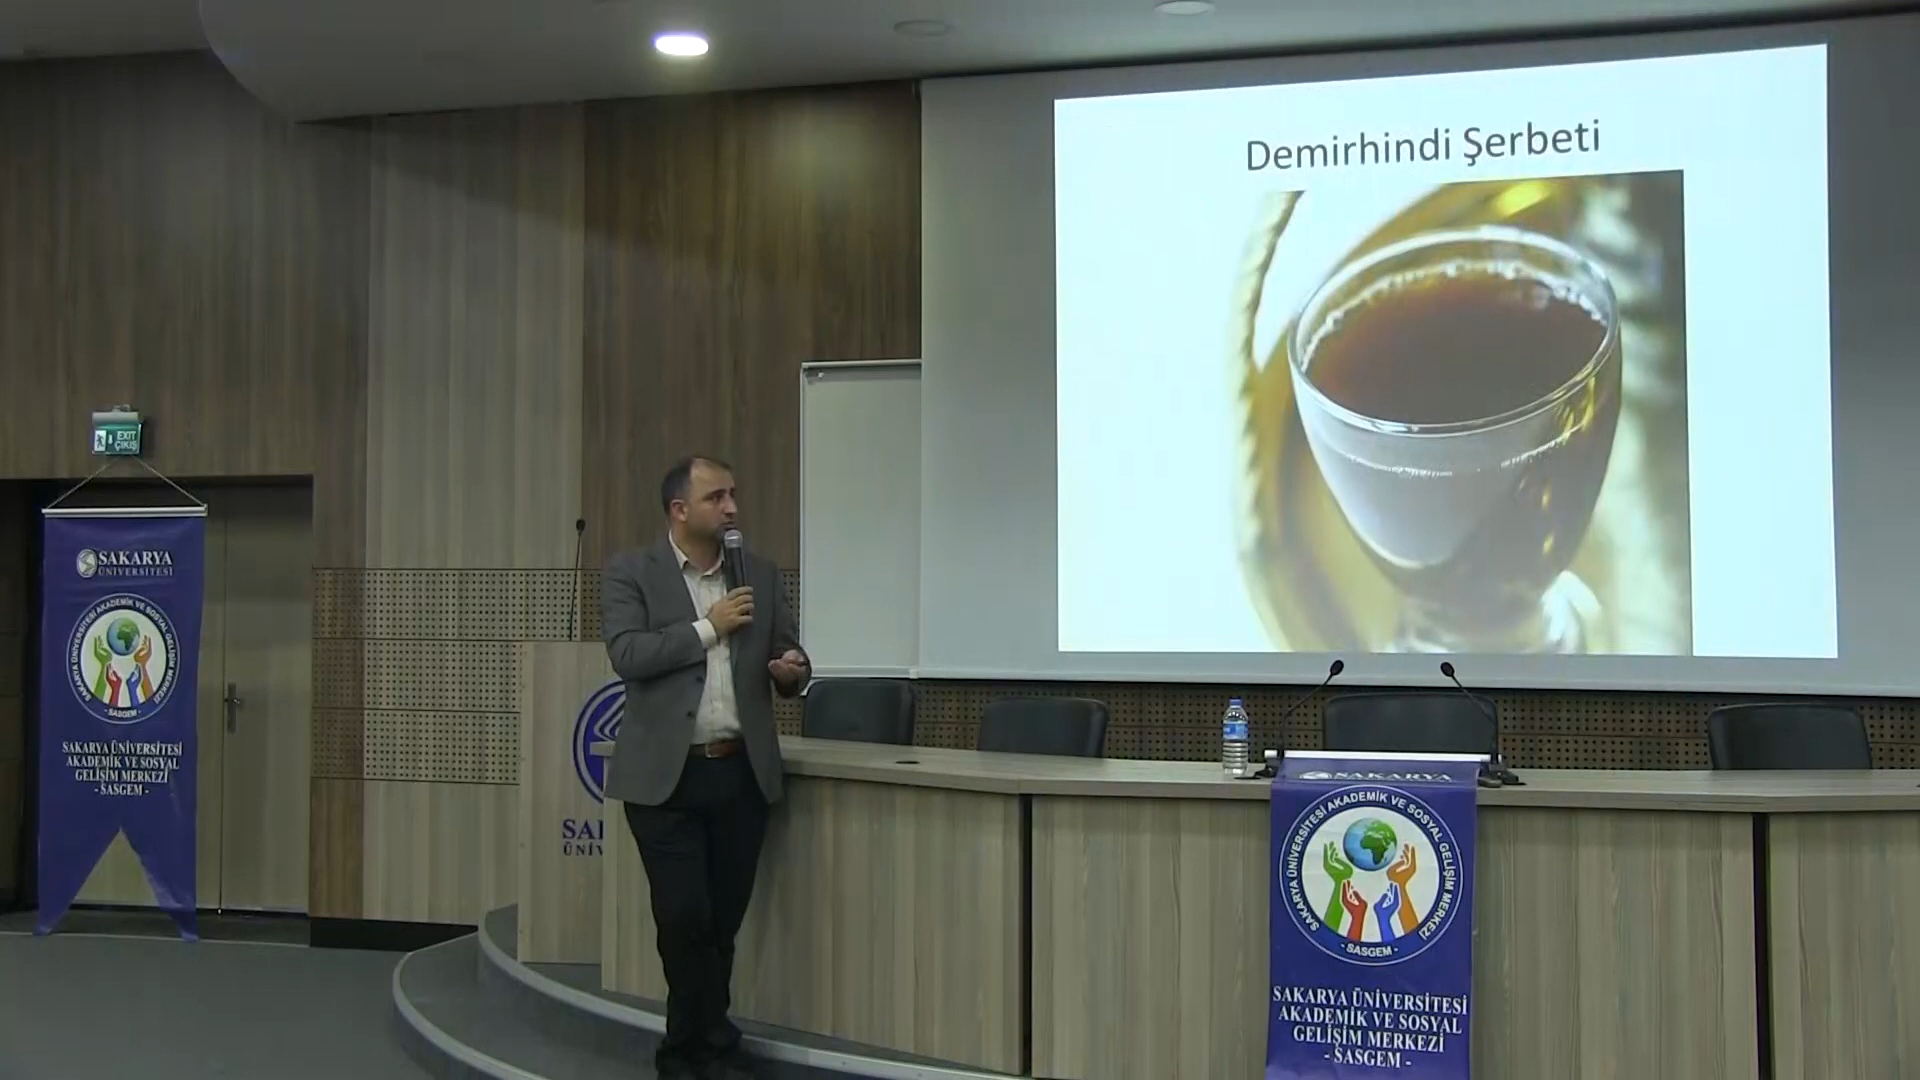 Demirhindi Şerbeti
EXIT
ÇIKIŞ
SAKARYA
ÜNİVERSİTESİ
SAKARYA ÜNİVERSİTESİ AKADEMİK VE SOSYAL GELİŞİM MERKEZİ
- SASGEM -
SAKARYA ÜNİVERSİTESİ
AKADEMİK VE SOSYAL
GELİŞİM MERKEZİ
- SASGEM -
SA
ÜNİV
SAKARYA
SAKARYA ÜNİVERSİTESİ AKADEMİK VE SOSYAL GELİŞİM MERKEZİ
- SASGEM -
SAKARYA ÜNİVERSİTESİ
AKADEMİK VE SOSYAL
GELİŞİM MERKEZİ
- SASGEM -